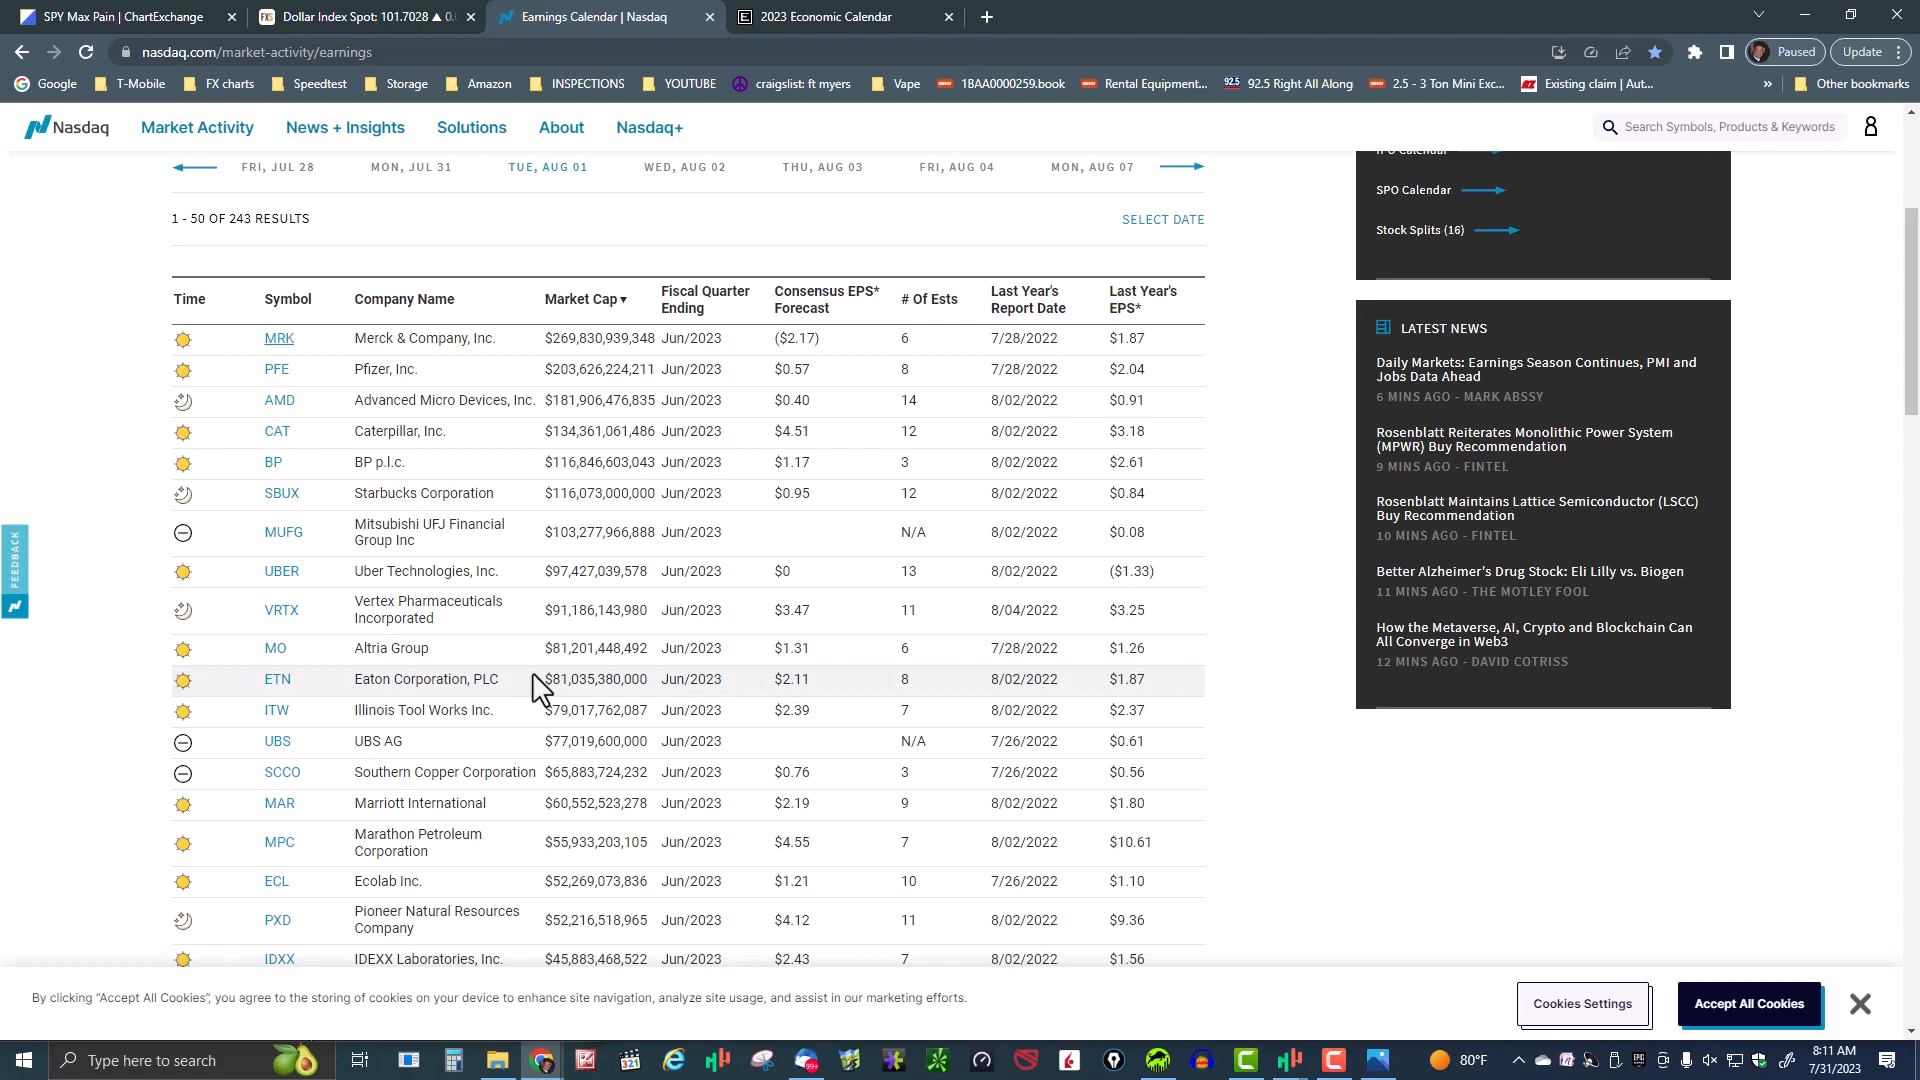 SPY Max Pain | ChartExchange
Dollar Index Spot: 101.7028 ▲ 0.
Earnings Calendar | Nasdaq
2023 Economic Calendar
nasdaq.com/market-activity/earnings
Paused
Update
Google
T-Mobile
FX charts
Speedtest
Storage
Amazon
INSPECTIONS
YOUTUBE
craigslist: ft myers
Vape
1BAA0000259.book
Rental Equipment...
92.5 Right All Along
2.5 - 3 Ton Mini Exc...
Existing claim | Aut...
Other bookmarks
Nasdaq
Market Activity
News + Insights
Solutions
About
Nasdaq+
Search Symbols, Products & Keywords
FRI, JUL 28
MON, JUL 31
TUE, AUG 01
WED, AUG 02
THU, AUG 03
FRI, AUG 04
MON, AUG 07
1 - 50 OF 243 RESULTS
SELECT DATE
Time Symbol Company Name Market Cap▼ Fiscal Quarter Ending Consensus EPS* Forecast # Of Ests Last Year's Report Date Last Year's EPS*
MRK Merck & Company, Inc. $269,830,939,348 Jun/2023 ($2.17) 6 7/28/2022 $1.87
PFE Pfizer, Inc. $203,626,224,211 Jun/2023 $0.57 8 7/28/2022 $2.04
AMD Advanced Micro Devices, Inc. $181,906,476,835 Jun/2023 $0.40 14 8/02/2022 $0.91
CAT Caterpillar, Inc. $134,361,061,486 Jun/2023 $4.51 12 8/02/2022 $3.18
BP BP p.l.c. $116,846,603,043 Jun/2023 $1.17 3 8/02/2022 $2.61
SBUX Starbucks Corporation $116,073,000,000 Jun/2023 $0.95 12 8/02/2022 $0.84
MUFG Mitsubishi UFJ Financial Group Inc $103,277,966,888 Jun/2023 N/A 8/02/2022 $0.08
UBER Uber Technologies, Inc. $97,427,039,578 Jun/2023 $0 13 8/02/2022 ($1.33)
VRTX Vertex Pharmaceuticals Incorporated $91,186,143,980 Jun/2023 $3.47 11 8/04/2022 $3.25
MO Altria Group $81,201,448,492 Jun/2023 $1.31 6 7/28/2022 $1.26
ETN Eaton Corporation, PLC $81,035,380,000 Jun/2023 $2.11 8 8/02/2022 $1.87
ITW Illinois Tool Works Inc. $79,017,762,087 Jun/2023 $2.39 7 8/02/2022 $2.37
UBS UBS AG $77,019,600,000 Jun/2023 N/A 7/26/2022 $0.61
SCCO Southern Copper Corporation $65,883,724,232 Jun/2023 $0.76 3 7/26/2022 $0.56
MAR Marriott International $60,552,523,278 Jun/2023 $2.19 9 8/02/2022 $1.80
MPC Marathon Petroleum Corporation $55,933,203,105 Jun/2023 $4.55 7 8/02/2022 $10.61
ECL Ecolab Inc. $52,269,073,836 Jun/2023 $1.21 10 7/26/2022 $1.10
PXD Pioneer Natural Resources Company $52,216,518,965 Jun/2023 $4.12 11 8/02/2022 $9.36
IDXX IDEXX Laboratories, Inc. $45,883,468,522 Jun/2023 $2.43 7 8/02/2022 $1.56
FEEDBACK
SPO Calendar
Stock Splits (16)
LATEST NEWS
Daily Markets: Earnings Season Continues, PMI and
Jobs Data Ahead
6 MINS AGO - MARK ABSSY
Rosenblatt Reiterates Monolithic Power System
(MPWR) Buy Recommendation
9 MINS AGO - FINTEL
Rosenblatt Maintains Lattice Semiconductor (LSCC)
Buy Recommendation
10 MINS AGO - FINTEL
Better Alzheimer's Drug Stock: Eli Lilly vs. Biogen
11 MINS AGO - THE MOTLEY FOOL
How the Metaverse, AI, Crypto and Blockchain Can
All Converge in Web3
12 MINS AGO - DAVID COTRISS
By clicking “Accept All Cookies”, you agree to the storing of cookies on your device to enhance site navigation, analyze site usage, and assist in our marketing efforts.
Cookies Settings
Accept All Cookies
Type here to search
80°F
8:11 AM
7/31/2023